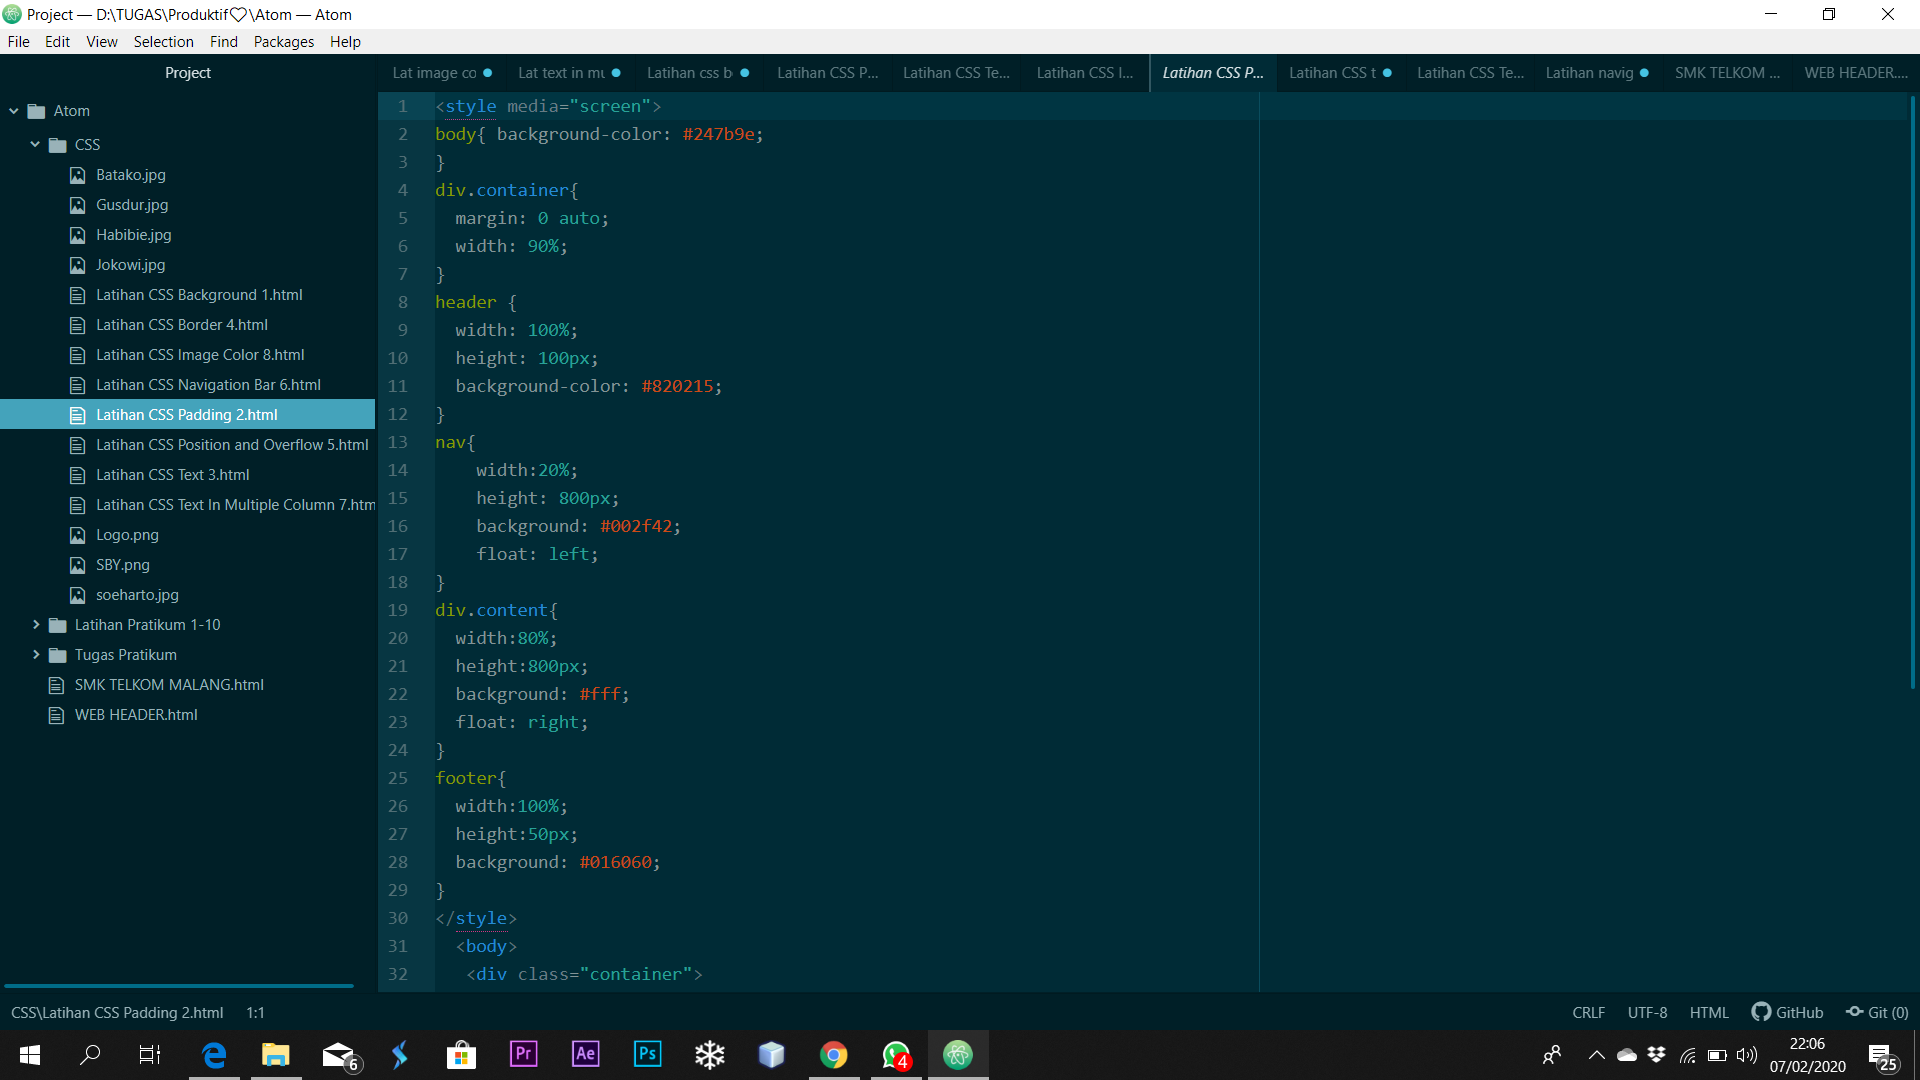 Project — D:\TUGAS\Produktif♡\Atom — Atom
File Edit View Selection Find Packages Help
Project
Lat image co Lat text in mu Latihan css b Latihan CSS P... Latihan CSS Te... Latihan CSS I... Latihan CSS P... Latihan CSS t Latihan CSS Te... Latihan navig SMK TELKOM ... WEB HEADER....
Atom
CSS
Batako.jpg
Gusdur.jpg
Habibie.jpg
Jokowi.jpg
Latihan CSS Background 1.html
Latihan CSS Border 4.html
Latihan CSS Image Color 8.html
Latihan CSS Navigation Bar 6.html
Latihan CSS Padding 2.html
Latihan CSS Position and Overflow 5.html
Latihan CSS Text 3.html
Latihan CSS Text In Multiple Column 7.htm
Logo.png
SBY.png
soeharto.jpg
Latihan Pratikum 1-10
Tugas Pratikum
SMK TELKOM MALANG.html
WEB HEADER.html
1 <style media="screen">
2 body{ background-color: #247b9e;
3 }
4 div.container{
5 margin: 0 auto;
6 width: 90%;
7 }
8 header {
9 width: 100%;
10 height: 100px;
11 background-color: #820215;
12 }
13 nav{
14 width:20%;
15 height: 800px;
16 background: #002f42;
17 float: left;
18 }
19 div.content{
20 width:80%;
21 height:800px;
22 background: #fff;
23 float: right;
24 }
25 footer{
26 width:100%;
27 height:50px;
28 background: #016060;
29 }
30 </style>
31 <body>
32 <div class="container">
CSS\Latihan CSS Padding 2.html 1:1
CRLF UTF-8 HTML GitHub Git (0)
6 Pr Ae Ps 4
22:06
07/02/2020
25